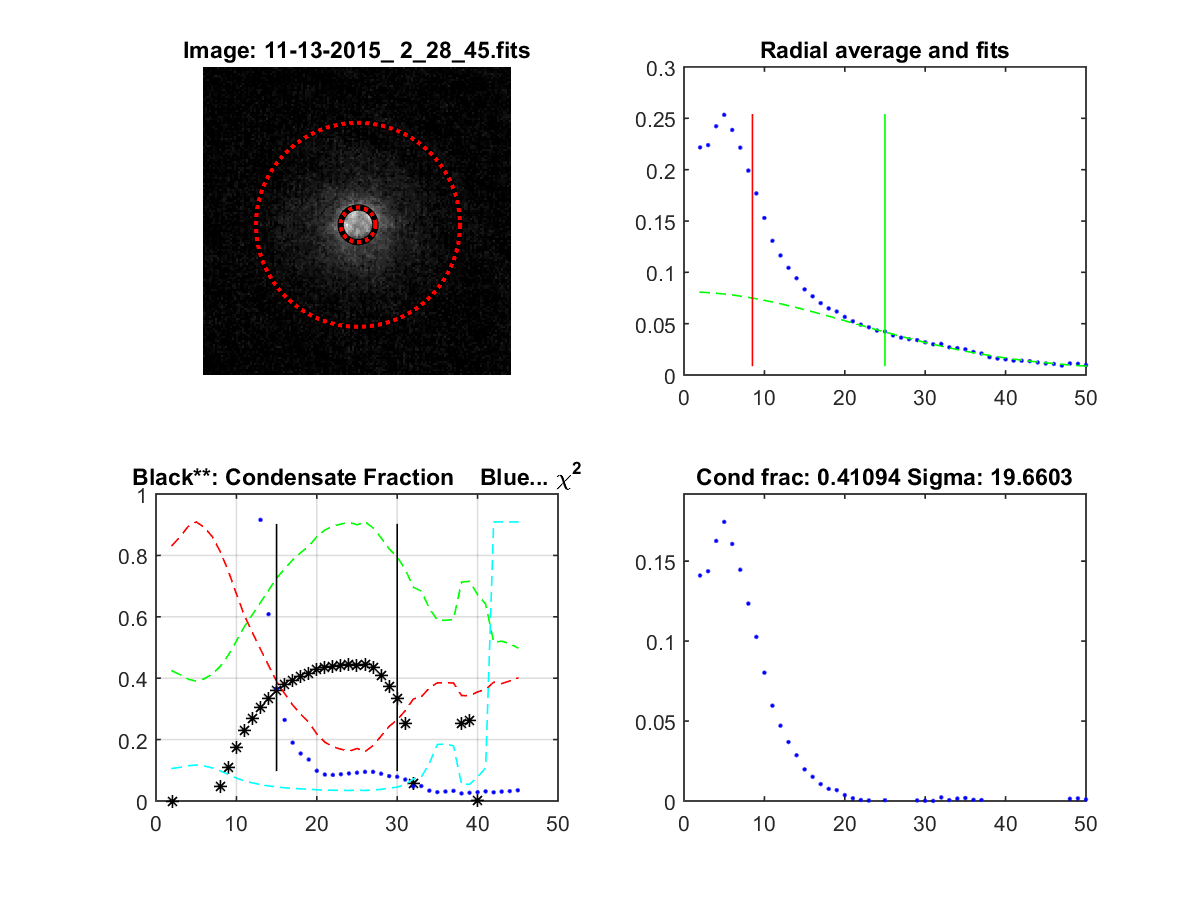 Image: 11-13-2015_ 2_28_45.fits
Radial average and fits
0.3
0.25
0.2
0.15
0.1
0.05
0
0 10 20 30 40 50
Black**: Condensate Fraction Blue... χ²
1
0.8
0.6
0.4
0.2
0
0 10 20 30 40 50
Cond frac: 0.41094 Sigma: 19.6603
0.15
0.1
0.05
0
0 10 20 30 40 50